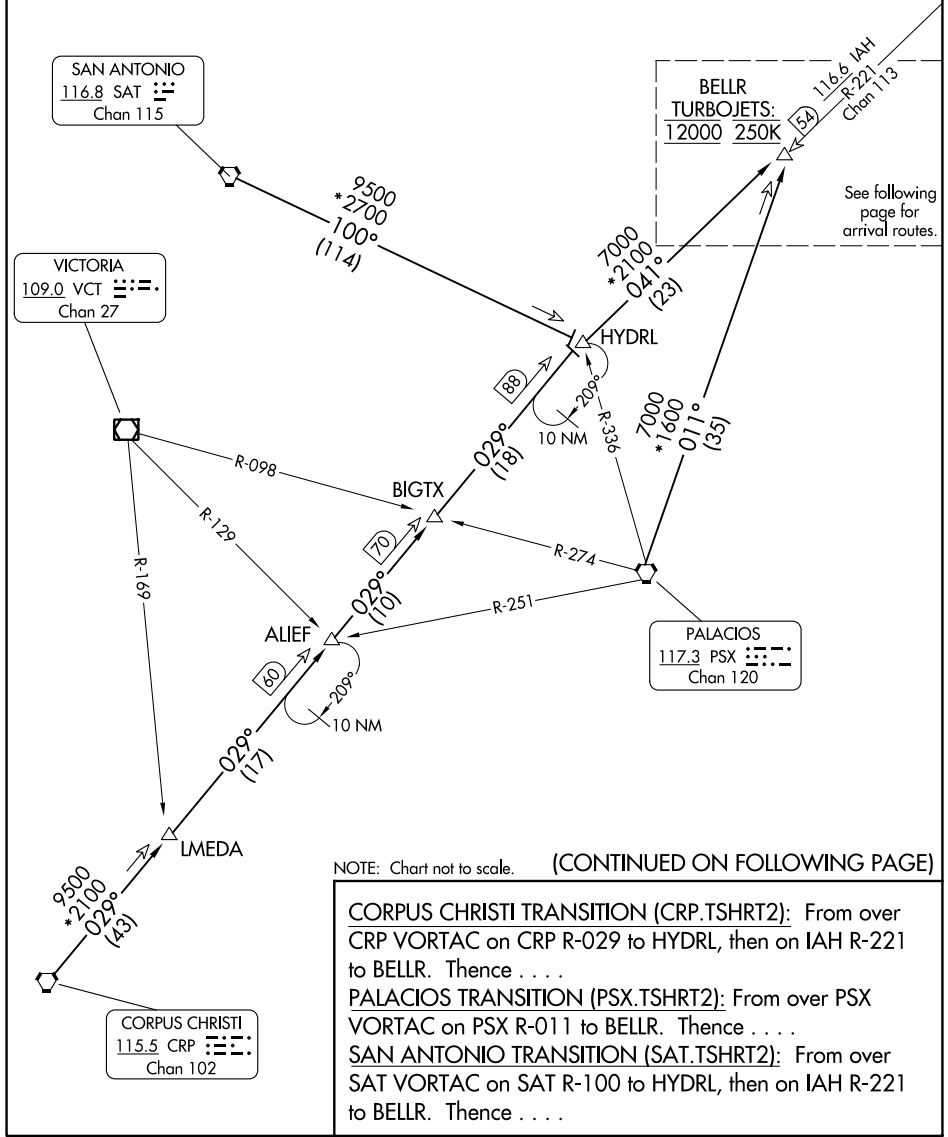 SAN ANTONIO
116.8 SAT
Chan 115
BELLR
TURBOJETS:
12000 250K
54
116.6 IAH
R-221
Chan 113
See following
page for
arrival routes.
9500
*2700
100°
(114)
7000
*2100
041°
(23)
VICTORIA
109.0 VCT
Chan 27
HYDRL
88
209°
10 NM
R-336
7000
*1600
011°
(35)
029°
(18)
R-098
BIGTX
R-129
70
R-274
R-169
029°
(10)
R-251
ALIEF
60
209°
10 NM
PALACIOS
117.3 PSX
Chan 120
029°
(17)
LMEDA
9500
*2100
029°
(43)
CORPUS CHRISTI
115.5 CRP
Chan 102
NOTE: Chart not to scale.
(CONTINUED ON FOLLOWING PAGE)
CORPUS CHRISTI TRANSITION (CRP.TSHRT2): From over
CRP VORTAC on CRP R-029 to HYDRL, then on IAH R-221
to BELLR. Thence . . . .
PALACIOS TRANSITION (PSX.TSHRT2): From over PSX
VORTAC on PSX R-011 to BELLR. Thence . . . .
SAN ANTONIO TRANSITION (SAT.TSHRT2): From over
SAT VORTAC on SAT R-100 to HYDRL, then on IAH R-221
to BELLR. Thence . . . .